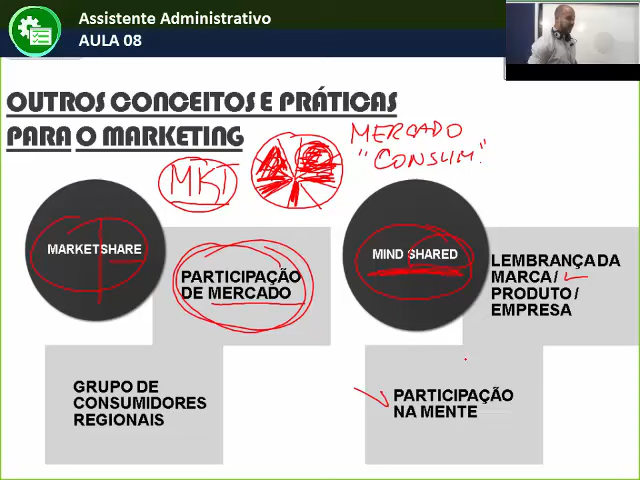 Assistente Administrativo
AULA 08
OUTROS CONCEITOS E PRÁTICAS
PARA O MARKETING
MERCADO
"CONSUM."
MKT
MARKETSHARE
PARTICIPAÇÃO
DE MERCADO
GRUPO DE
CONSUMIDORES
REGIONAIS
MIND SHARED
LEMBRANÇA DA
MARCA /
PRODUTO /
EMPRESA
PARTICIPAÇÃO
NA MENTE